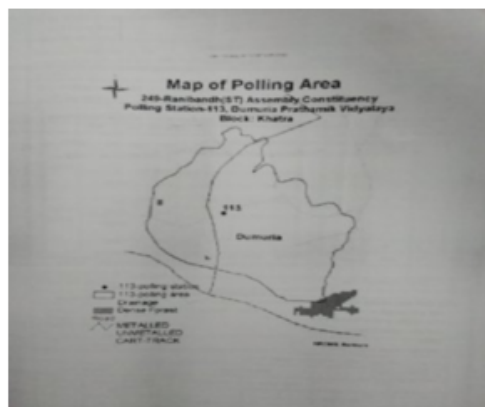 Map of Polling Area
249-Ranibandh(ST) Assembly Constituency
Polling Station-113, Dumuria Prathamik Vidyalaya
Block: Khatra
113
Dumuria
113-polling station
113-polling area
Drainage
Dense Forest
Road
METALLED
UNMETALLED
CART-TRACK